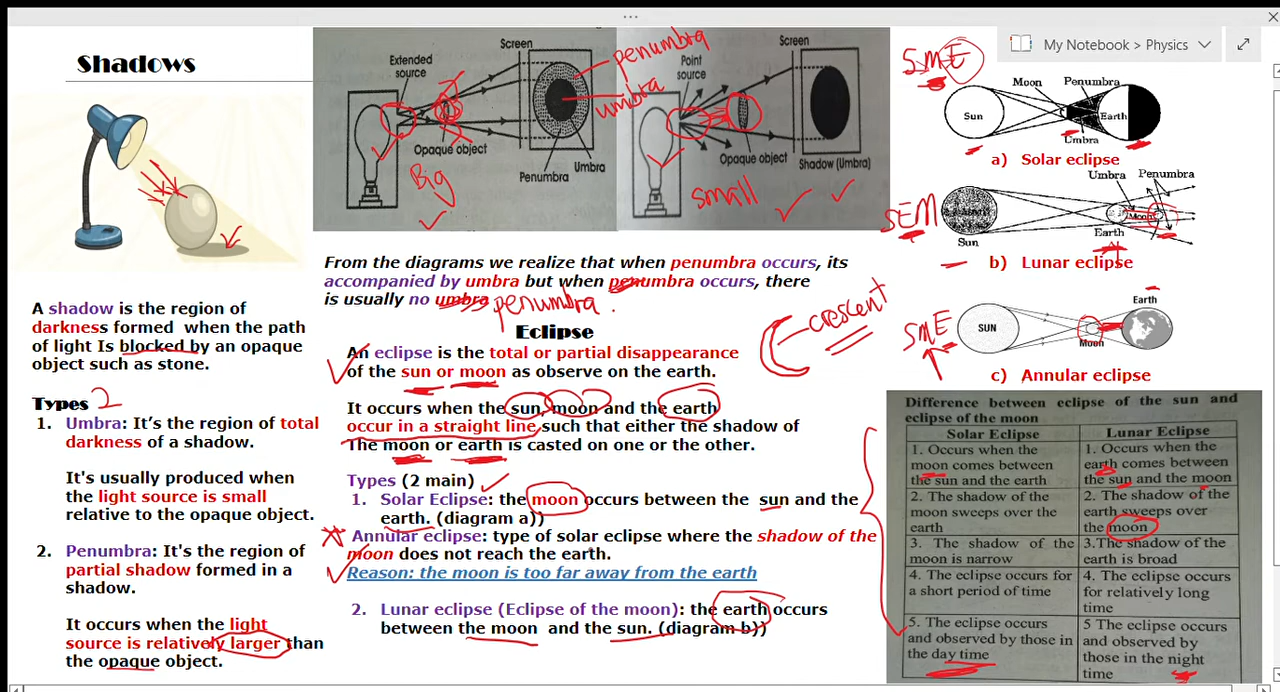 My Notebook > Physics
Shadows
A shadow is the region of
darkness formed when the path
of light Is blocked by an opaque
object such as stone.
Types 2
1. Umbra: It’s the region of total
darkness of a shadow.
It's usually produced when
the light source is small
relative to the opaque object.
2. Penumbra: It's the region of
partial shadow formed in a
shadow.
It occurs when the light
source is relatively larger than
the opaque object.
Extended
source
Screen
penumbra
umbra
Opaque object
Umbra
Penumbra
Big
Point
source
Screen
Opaque object
Shadow (Umbra)
small
From the diagrams we realize that when penumbra occurs, its
accompanied by umbra but when penumbra occurs, there
is usually no umbra penumbra.
Eclipse
An eclipse is the total or partial disappearance
of the sun or moon as observe on the earth.
crescent
It occurs when the sun, moon and the earth
occur in a straight line, such that either the shadow of
The moon or earth is casted on one or the other.
Types (2 main)
1. Solar Eclipse: the moon occurs between the sun and the
earth. (diagram a))
Annular eclipse: type of solar eclipse where the shadow of the
moon does not reach the earth.
Reason: the moon is too far away from the earth
2. Lunar eclipse (Eclipse of the moon): the earth occurs
between the moon and the sun. (diagram b))
SME
Moon
Penumbra
Sun
Earth
Umbra
a) Solar eclipse
SEM
Umbra
Penumbra
Moon
Earth
Sun
b) Lunar eclipse
SME
Earth
SUN
Moon
c) Annular eclipse
Difference between eclipse of the sun and
eclipse of the moon
Solar Eclipse
1. Occurs when the
moon comes between
the sun and the earth
2. The shadow of the
moon sweeps over the
earth
3. The shadow of the
moon is narrow
4. The eclipse occurs for
a short period of time
5. The eclipse occurs
and observed by those in
the day time
Lunar Eclipse
1. Occurs when the
earth comes between
the sun and the moon
2. The shadow of the
earth sweeps over
the moon
3.The shadow of the
earth is broad
4. The eclipse occurs
for relatively long
time
5 The eclipse occurs
and observed by
those in the night
time